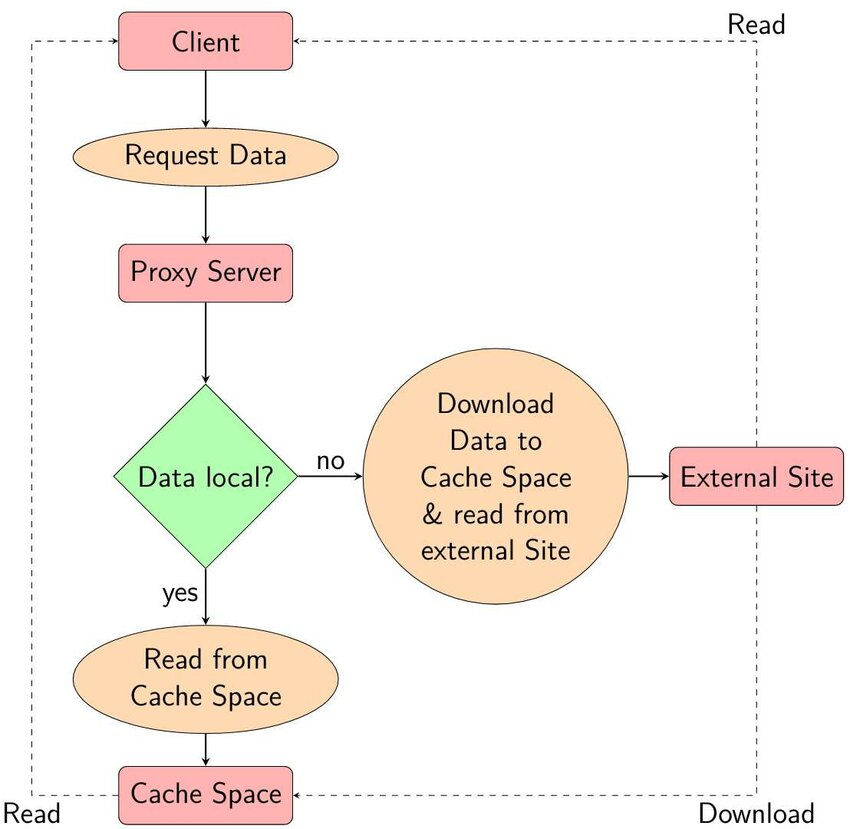 Read
Client
Request Data
Proxy Server
Data local?
no
Download
Data to
Cache Space
& read from
external Site
External Site
yes
Read from
Cache Space
Cache Space
Read
Download